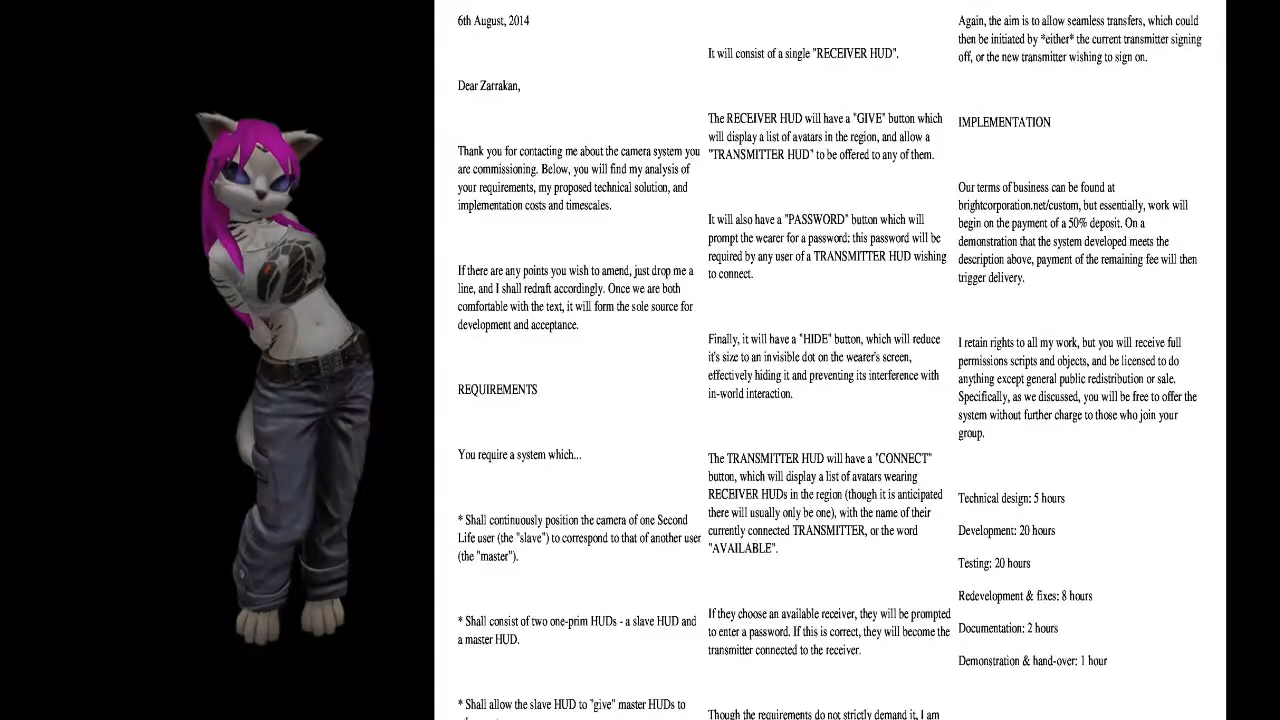 6th August, 2014
Dear Zarrakan,
Thank you for contacting me about the camera system you
are commissioning. Below, you will find my analysis of
your requirements, my proposed technical solution, and
implementation costs and timescales.
If there are any points you wish to amend, just drop me a
line, and I shall redraft accordingly. Once we are both
comfortable with the text, it will form the sole source for
development and acceptance.
REQUIREMENTS
You require a system which...
* Shall continuously position the camera of one Second
Life user (the "slave") to correspond to that of another user
(the "master").
* Shall consist of two one-prim HUDs - a slave HUD and
a master HUD.
* Shall allow the slave HUD to "give" master HUDs to
It will consist of a single "RECEIVER HUD".
The RECEIVER HUD will have a "GIVE" button which
will display a list of avatars in the region, and allow a
"TRANSMITTER HUD" to be offered to any of them.
It will also have a "PASSWORD" button which will
prompt the wearer for a password: this password will be
required by any user of a TRANSMITTER HUD wishing
to connect.
Finally, it will have a "HIDE" button, which will reduce
it's size to an invisible dot on the wearer's screen,
effectively hiding it and preventing its interference with
in-world interaction.
The TRANSMITTER HUD will have a "CONNECT"
button, which will display a list of avatars wearing
RECEIVER HUDs in the region (though it is anticipated
there will usually only be one), with the name of their
currently connected TRANSMITTER, or the word
"AVAILABLE".
If they choose an available receiver, they will be prompted
to enter a password. If this is correct, they will become the
transmitter connected to the receiver.
Though the requirements do not strictly demand it, I am
Again, the aim is to allow seamless transfers, which could
then be initiated by *either* the current transmitter signing
off, or the new transmitter wishing to sign on.
IMPLEMENTATION
Our terms of business can be found at
brightcorporation.net/custom, but essentially, work will
begin on the payment of a 50% deposit. On a
demonstration that the system developed meets the
description above, payment of the remaining fee will then
trigger delivery.
I retain rights to all my work, but you will receive full
permissions scripts and objects, and be licensed to do
anything except general public redistribution or sale.
Specifically, as we discussed, you will be free to offer the
system without further charge to those who join your
group.
Technical design: 5 hours
Development: 20 hours
Testing: 20 hours
Redevelopment & fixes: 8 hours
Documentation: 2 hours
Demonstration & hand-over: 1 hour